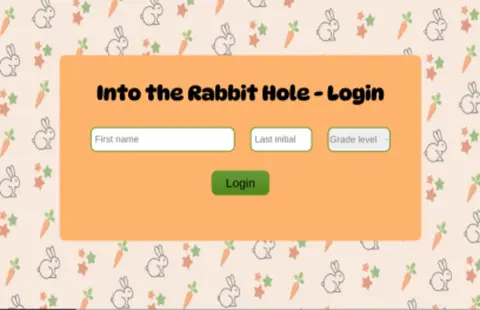 Into the Rabbit Hole - Login
First name Last initial Grade level
Login